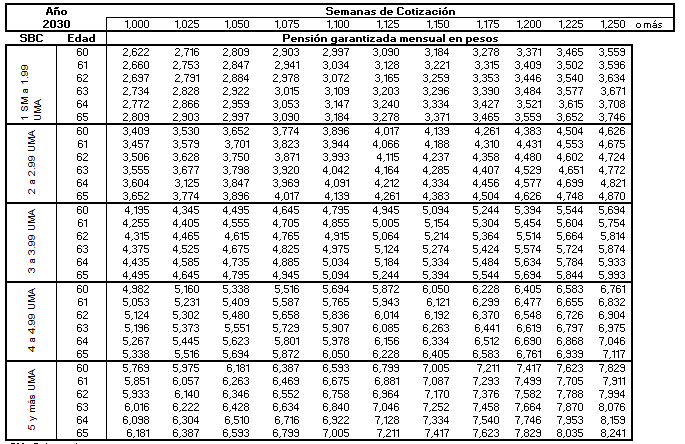 Año Semanas de Cotización
2030 1,000 1,025 1,050 1,075 1,100 1,125 1,150 1,175 1,200 1,225 1,250 o más
SBC Edad Pensión garantizada mensual en pesos
1 SM a 1.99 UMA
60 2,622 2,716 2,809 2,903 2,997 3,090 3,184 3,278 3,371 3,465 3,559
61 2,660 2,753 2,847 2,941 3,034 3,128 3,221 3,315 3,409 3,502 3,596
62 2,697 2,791 2,884 2,978 3,072 3,165 3,259 3,353 3,446 3,540 3,634
63 2,734 2,828 2,922 3,015 3,109 3,203 3,296 3,390 3,484 3,577 3,671
64 2,772 2,866 2,959 3,053 3,147 3,240 3,334 3,427 3,521 3,615 3,708
65 2,809 2,903 2,997 3,090 3,184 3,278 3,371 3,465 3,559 3,652 3,746
2 a 2.99 UMA
60 3,409 3,530 3,652 3,774 3,896 4,017 4,139 4,261 4,383 4,504 4,626
61 3,457 3,579 3,701 3,823 3,944 4,066 4,188 4,310 4,431 4,553 4,675
62 3,506 3,628 3,750 3,871 3,993 4,115 4,237 4,358 4,480 4,602 4,724
63 3,555 3,677 3,798 3,920 4,042 4,164 4,285 4,407 4,529 4,651 4,772
64 3,604 3,125 3,847 3,969 4,091 4,212 4,334 4,456 4,577 4,699 4,821
65 3,652 3,774 3,896 4,017 4,139 4,261 4,383 4,504 4,626 4,748 4,870
3 a 3.99 UMA
60 4,195 4,345 4,495 4,645 4,795 4,945 5,094 5,244 5,394 5,544 5,694
61 4,255 4,405 4,555 4,705 4,855 5,005 5,154 5,304 5,454 5,604 5,754
62 4,315 4,465 4,615 4,765 4,915 5,064 5,214 5,364 5,514 5,664 5,814
63 4,375 4,525 4,675 4,825 4,975 5,124 5,274 5,424 5,574 5,724 5,874
64 4,435 4,585 4,735 4,885 5,034 5,184 5,334 5,484 5,634 5,784 5,933
65 4,495 4,645 4,795 4,945 5,094 5,244 5,394 5,544 5,694 5,844 5,993
4 a 4.99 UMA
60 4,982 5,160 5,338 5,516 5,694 5,872 6,050 6,228 6,405 6,583 6,761
61 5,053 5,231 5,409 5,587 5,765 5,943 6,121 6,299 6,477 6,655 6,832
62 5,124 5,302 5,480 5,658 5,836 6,014 6,192 6,370 6,548 6,726 6,904
63 5,196 5,373 5,551 5,729 5,907 6,085 6,263 6,441 6,619 6,797 6,975
64 5,267 5,445 5,623 5,801 5,978 6,156 6,334 6,512 6,690 6,868 7,046
65 5,338 5,516 5,694 5,872 6,050 6,228 6,405 6,583 6,761 6,939 7,117
5 y más UMA
60 5,769 5,975 6,181 6,387 6,593 6,799 7,005 7,211 7,417 7,623 7,829
61 5,851 6,057 6,263 6,469 6,675 6,881 7,087 7,293 7,499 7,705 7,911
62 5,933 6,140 6,346 6,552 6,758 6,964 7,170 7,376 7,582 7,788 7,994
63 6,016 6,222 6,428 6,634 6,840 7,046 7,252 7,458 7,664 7,870 8,076
64 6,098 6,304 6,510 6,716 6,922 7,128 7,334 7,540 7,746 7,953 8,159
65 6,181 6,387 6,593 6,799 7,005 7,211 7,417 7,623 7,829 8,035 8,241